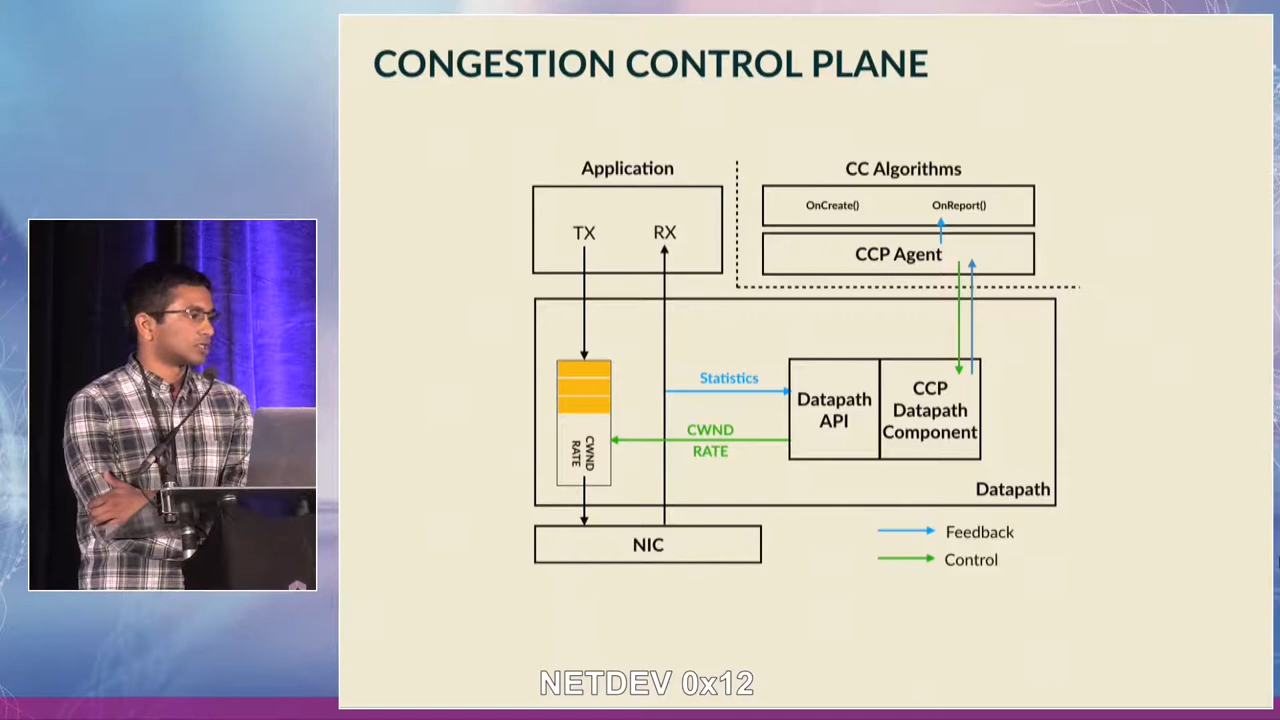 CONGESTION CONTROL PLANE
Application
CC Algorithms
TX
RX
OnCreate()
OnReport()
CCP Agent
Statistics
CWND
RATE
Datapath
API
CCP
Datapath
Component
CWND
RATE
Datapath
NIC
Feedback
Control
NETDEV 0x12